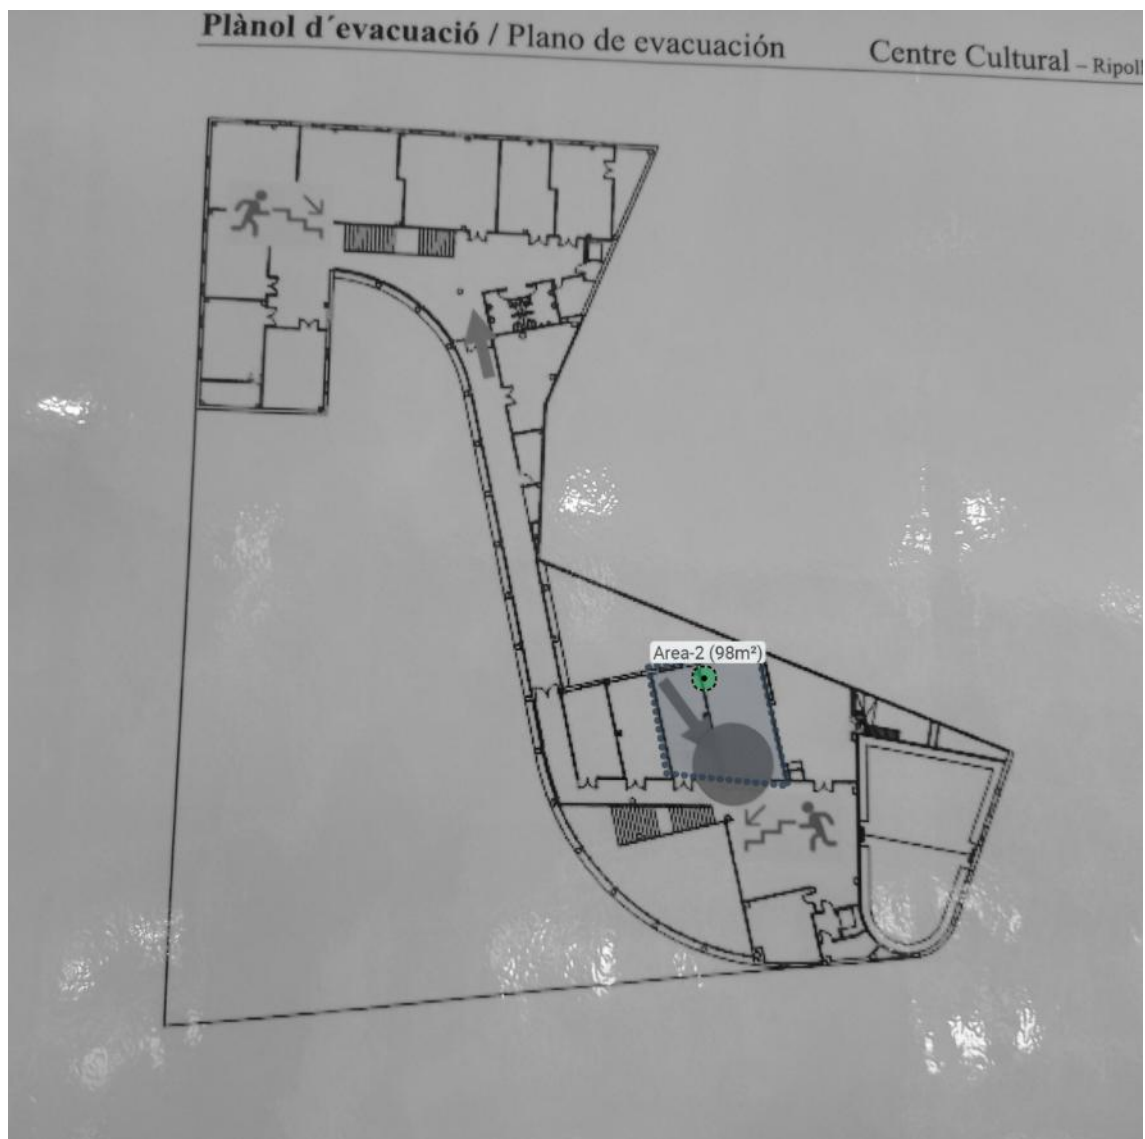 Plànol d´evacuació / Plano de evacuación
Centre Cultural – Ripoll
Area-2 (98m²)